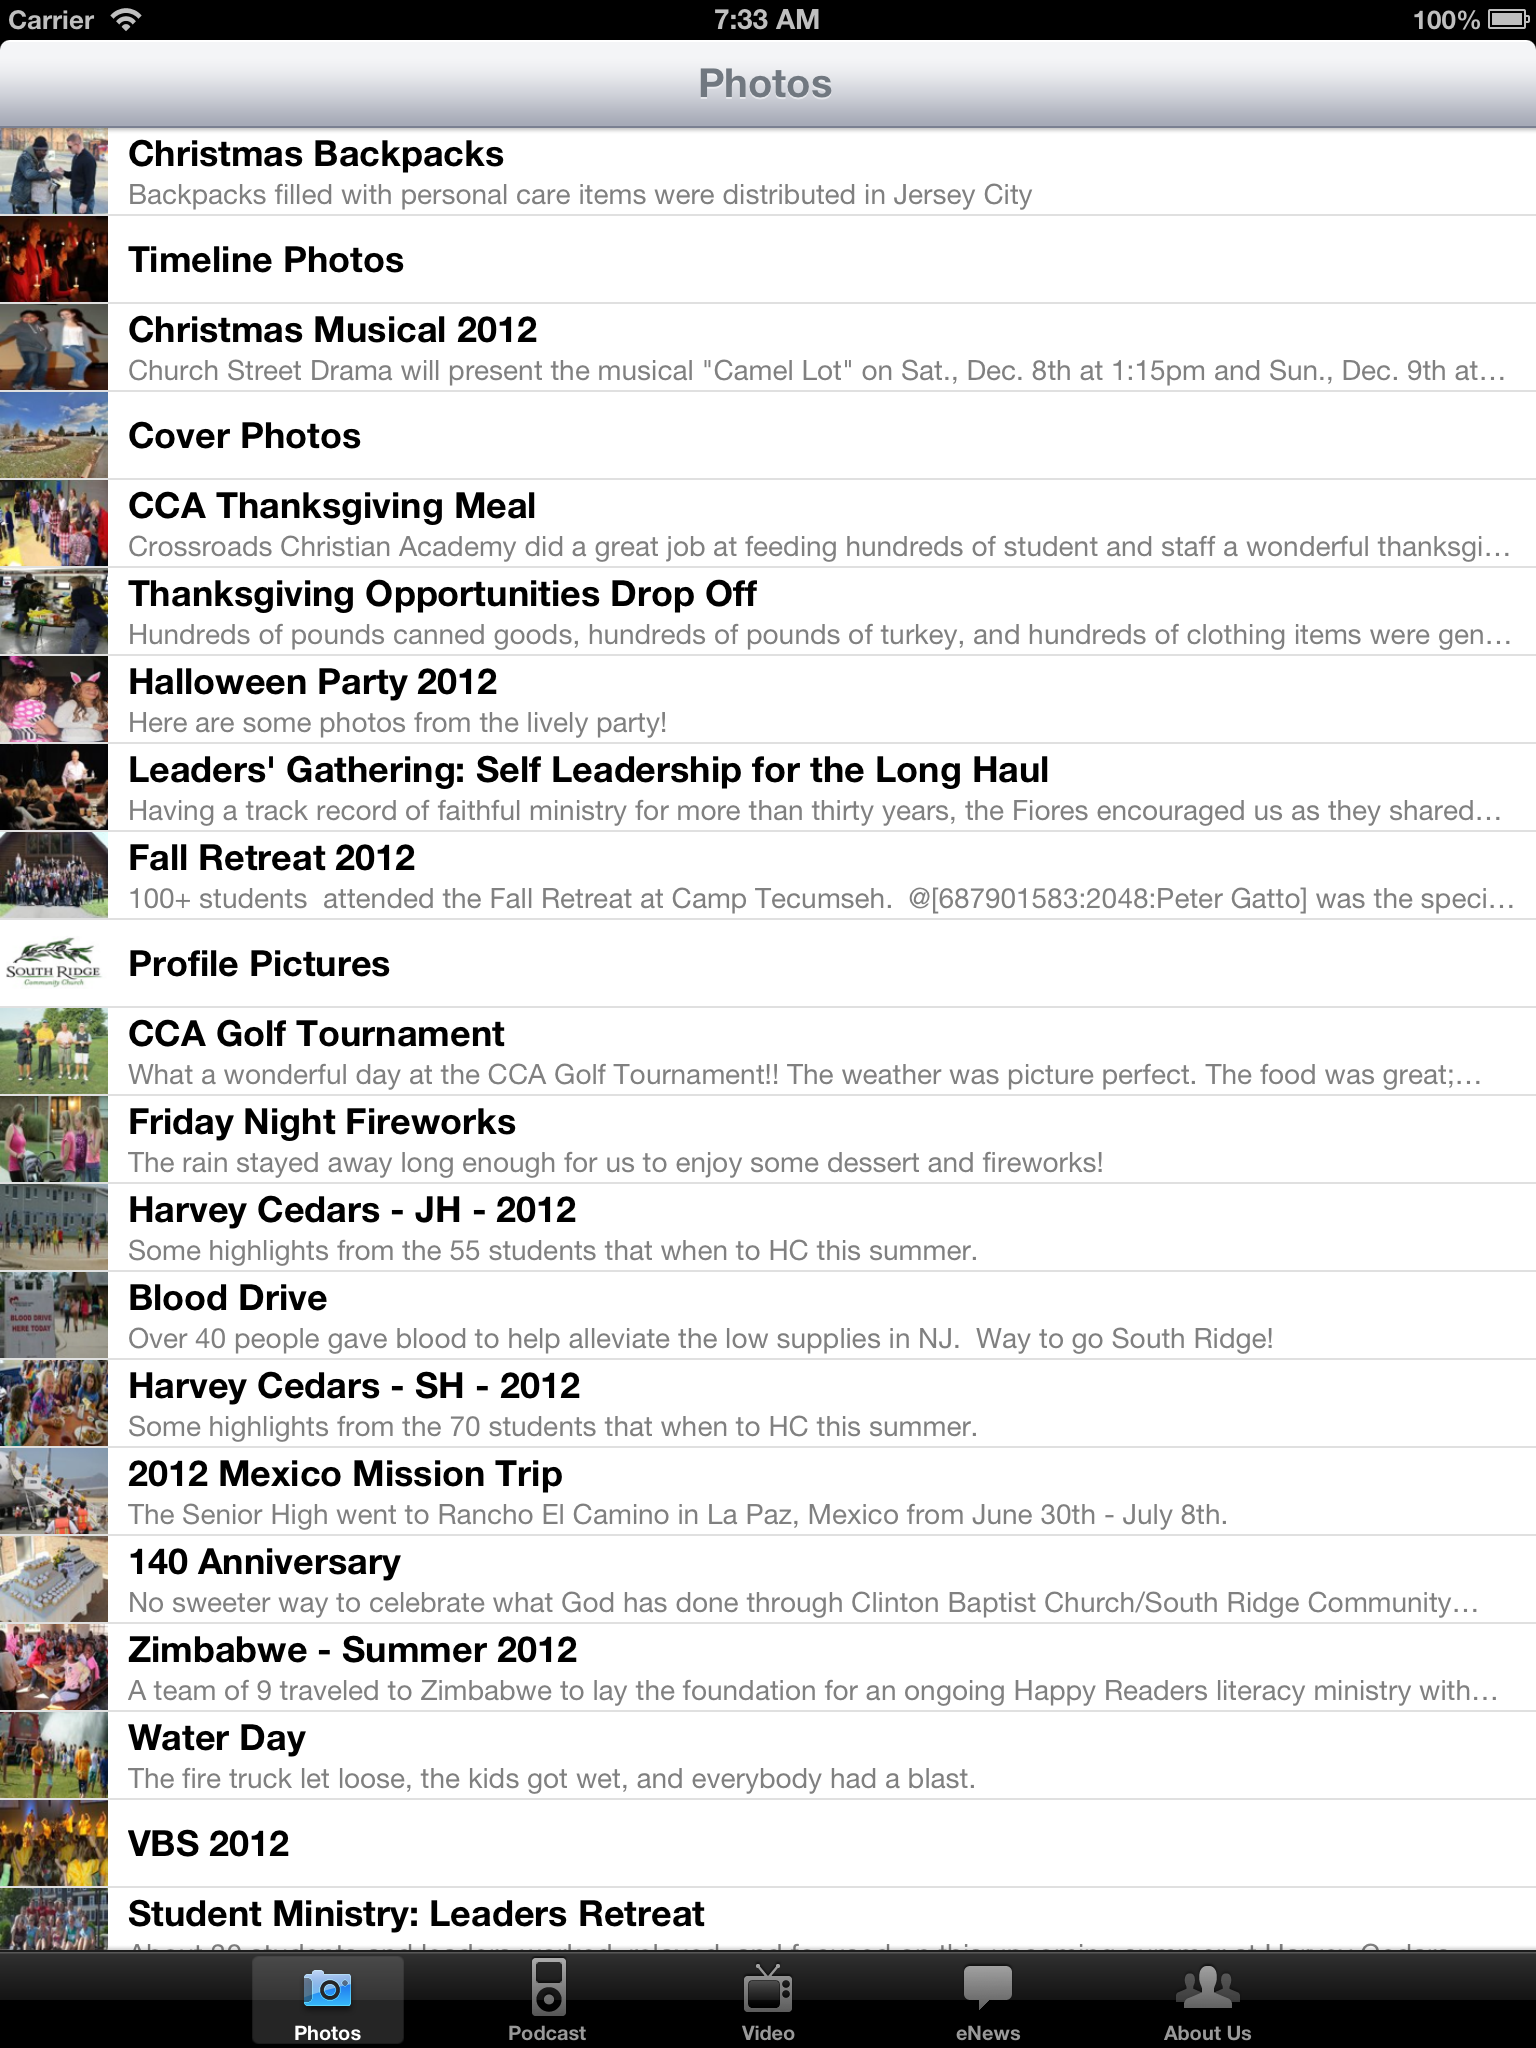 Carrier 7:33 AM 100%
Photos
Christmas Backpacks
Backpacks filled with personal care items were distributed in Jersey City
Timeline Photos
Christmas Musical 2012
Church Street Drama will present the musical "Camel Lot" on Sat., Dec. 8th at 1:15pm and Sun., Dec. 9th at…
Cover Photos
CCA Thanksgiving Meal
Crossroads Christian Academy did a great job at feeding hundreds of student and staff a wonderful thanksgi…
Thanksgiving Opportunities Drop Off
Hundreds of pounds canned goods, hundreds of pounds of turkey, and hundreds of clothing items were gen…
Halloween Party 2012
Here are some photos from the lively party!
Leaders' Gathering: Self Leadership for the Long Haul
Having a track record of faithful ministry for more than thirty years, the Fiores encouraged us as they shared…
Fall Retreat 2012
100+ students  attended the Fall Retreat at Camp Tecumseh.  @[687901583:2048:Peter Gatto] was the speci…
SOUTH RIDGE
Community Church
Profile Pictures
CCA Golf Tournament
What a wonderful day at the CCA Golf Tournament!! The weather was picture perfect. The food was great;…
Friday Night Fireworks
The rain stayed away long enough for us to enjoy some dessert and fireworks!
Harvey Cedars - JH - 2012
Some highlights from the 55 students that when to HC this summer.
BLOOD DRIVE
HERE TODAY
Blood Drive
Over 40 people gave blood to help alleviate the low supplies in NJ.  Way to go South Ridge!
Harvey Cedars - SH - 2012
Some highlights from the 70 students that when to HC this summer.
2012 Mexico Mission Trip
The Senior High went to Rancho El Camino in La Paz, Mexico from June 30th - July 8th.
140 Anniversary
No sweeter way to celebrate what God has done through Clinton Baptist Church/South Ridge Community…
Zimbabwe - Summer 2012
A team of 9 traveled to Zimbabwe to lay the foundation for an ongoing Happy Readers literacy ministry with…
Water Day
The fire truck let loose, the kids got wet, and everybody had a blast.
VBS 2012
Student Ministry: Leaders Retreat
Photos
Podcast
Video
eNews
About Us